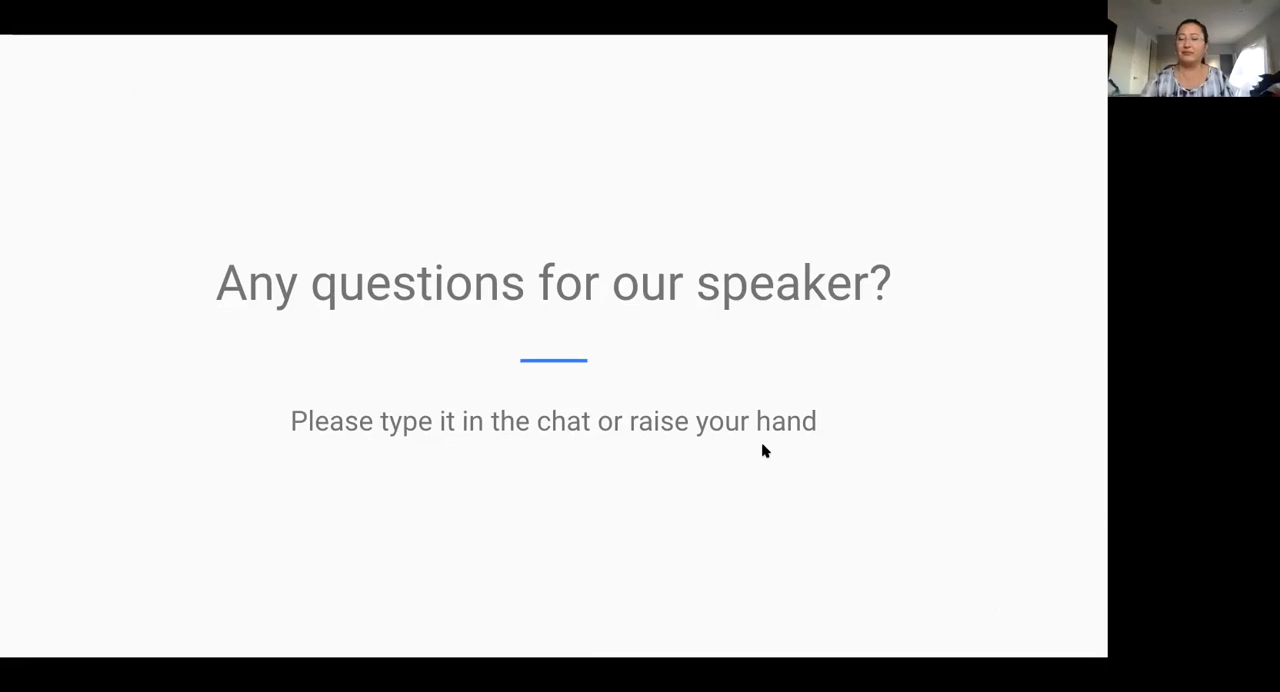 Any questions for our speaker?
Please type it in the chat or raise your hand